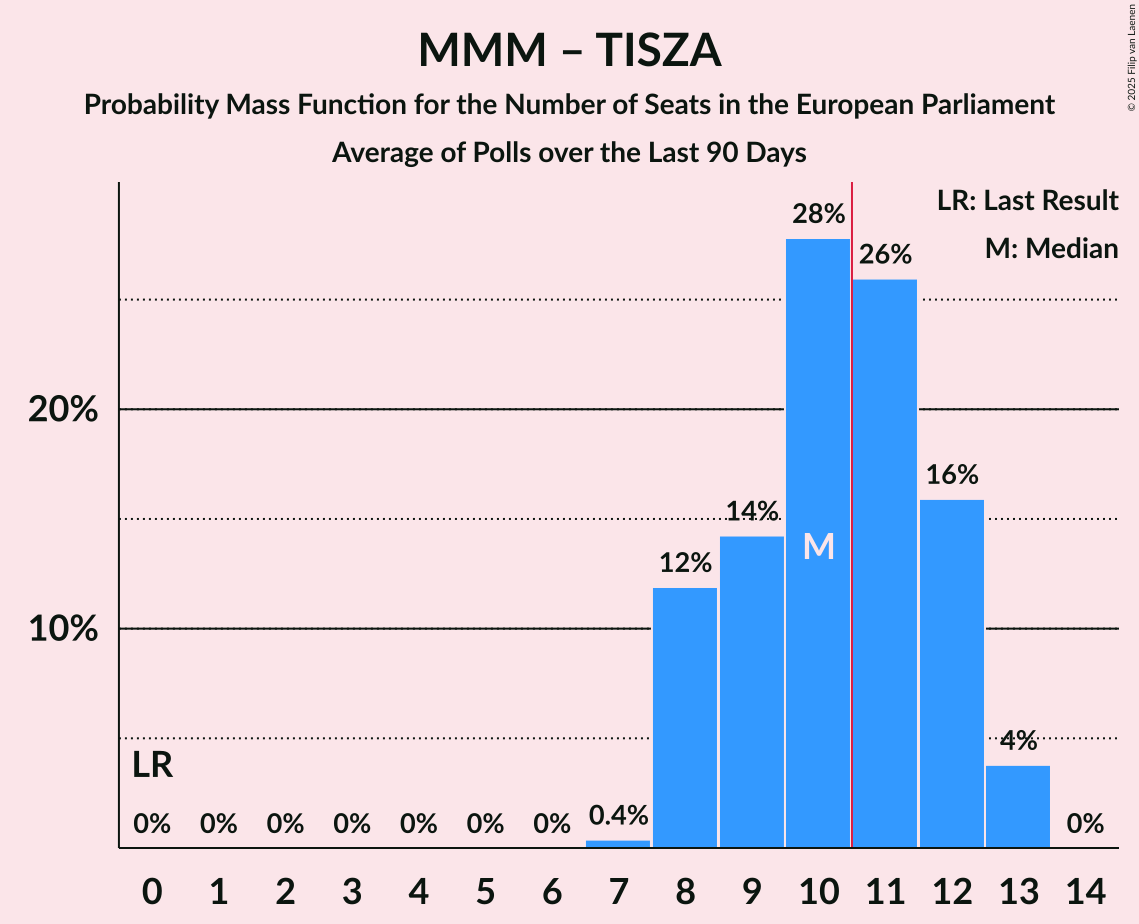 MMM – TISZA
Probability Mass Function for the Number of Seats in the European Parliament
Average of Polls over the Last 90 Days
© 2025 Filip van Laenen
LR: Last Result
M: Median
28%
26%
20%
16%
14%
M
12%
10%
4%
LR
0% 0% 0% 0% 0% 0% 0% 0.4% 0%
0 1 2 3 4 5 6 7 8 9 10 11 12 13 14